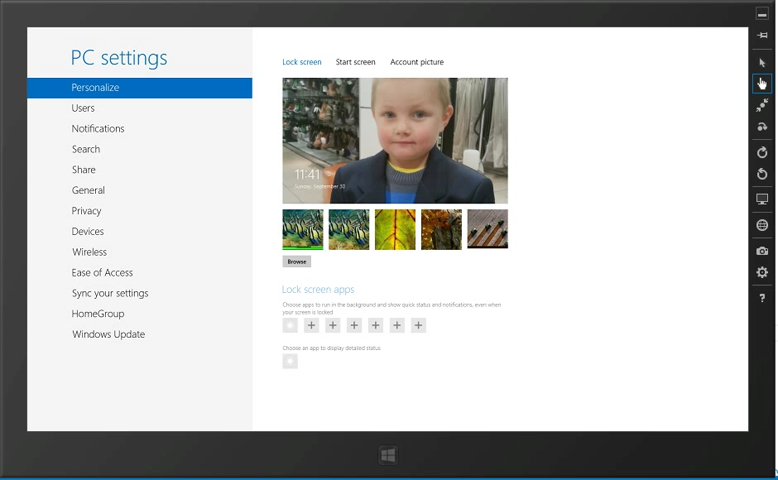 PC settings
Personalize
Users
Notifications
Search
Share
General
Privacy
Devices
Wireless
Ease of Access
Sync your settings
HomeGroup
Windows Update
Lock screen Start screen Account picture
11:41
Sunday, September 30
Browse
Lock screen apps
Choose apps to run in the background and show quick status and notifications, even when
your screen is locked
Choose an app to display detailed status